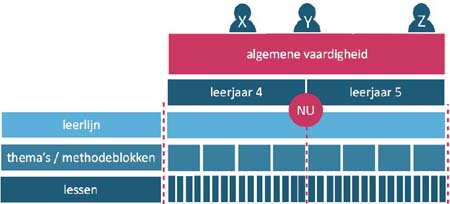 X Y Z
algemene vaardigheid
leerjaar 4 leerjaar 5
NU
leerlijn
thema's / methodeblokken
lessen